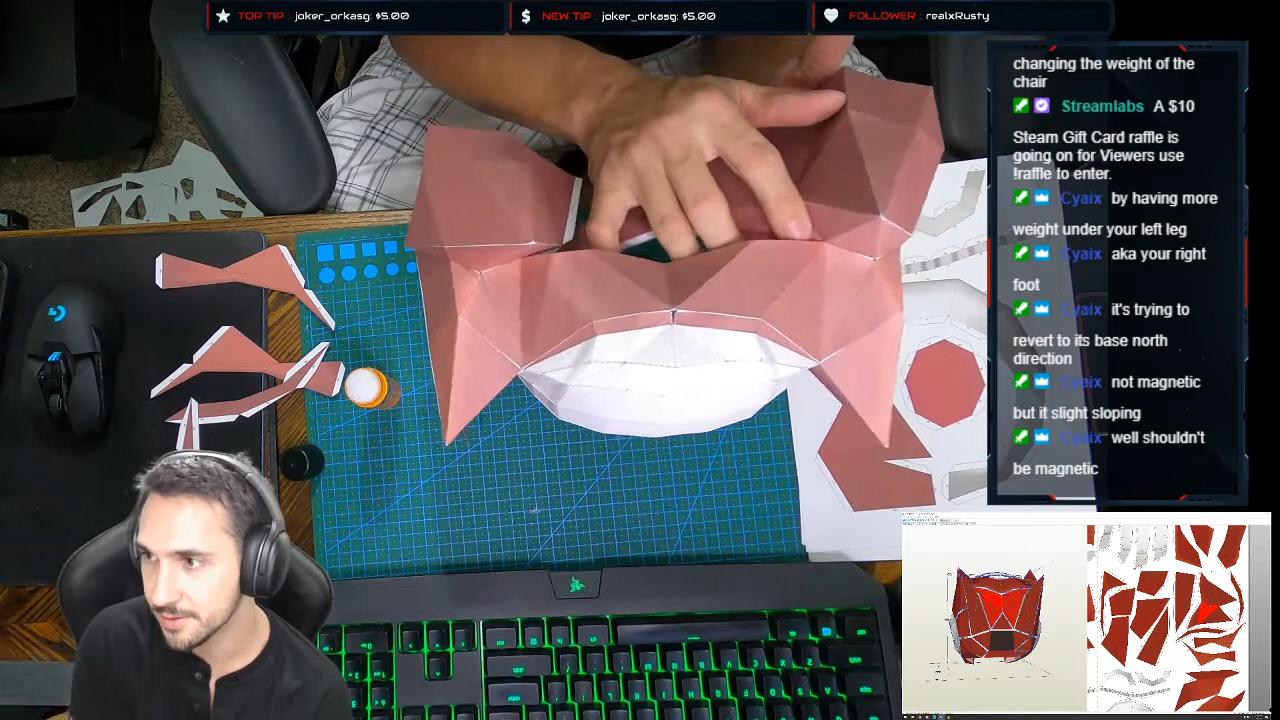 TOP TIP : joker_orkasg: $5.00
NEW TIP : joker_orkasg: $5.00
FOLLOWER : realxRusty
changing the weight of the
chair
Streamlabs A $10
Steam Gift Card raffle is
going on for Viewers use
!raffle to enter.
Cyaix by having more
weight under your left leg
Cyaix aka your right
foot
Cyaix it's trying to
revert to its base north
direction
Cyaix not magnetic
but it slight sloping
Cyaix well shouldn't
be magnetic